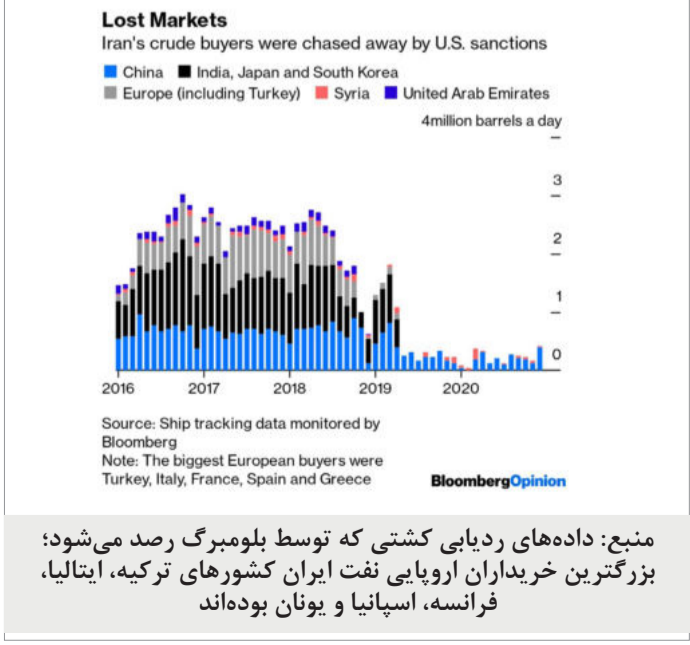 Lost Markets
Iran's crude buyers were chased away by U.S. sanctions
China India, Japan and South Korea
Europe (including Turkey) Syria United Arab Emirates
4million barrels a day
3
2
1
0
2016 2017 2018 2019 2020
Source: Ship tracking data monitored by
Bloomberg
Note: The biggest European buyers were
Turkey, Italy, France, Spain and Greece
BloombergOpinion
منبع: داده‌های ردیابی کشتی که توسط بلومبرگ رصد می‌شود؛
بزرگترین خریداران اروپایی نفت ایران کشورهای ترکیه، ایتالیا،
فرانسه، اسپانیا و یونان بوده‌اند